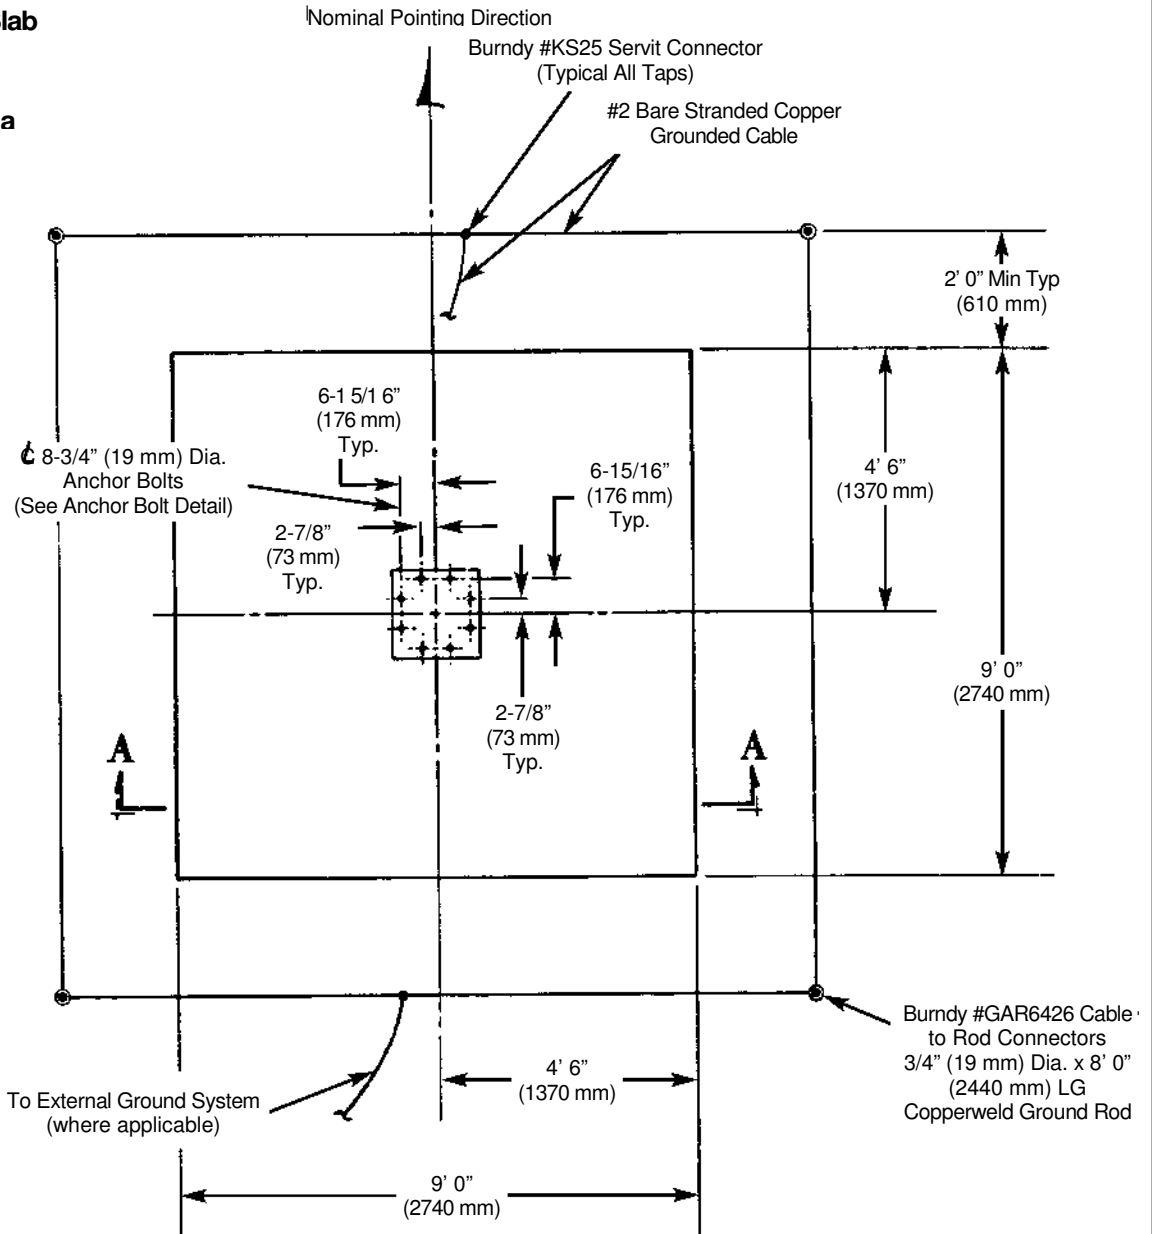 lab
a
Nominal Pointing Direction
Burndy #KS25 Servit Connector
(Typical All Taps)
#2 Bare Stranded Copper
Grounded Cable
2' 0” Min Typ
(610 mm)
6-1 5/1 6”
(176 mm)
Typ.
℄ 8-3/4” (19 mm) Dia.
Anchor Bolts
(See Anchor Bolt Detail)
6-15/16”
(176 mm)
Typ.
4' 6”
(1370 mm)
2-7/8”
(73 mm)
Typ.
9' 0”
(2740 mm)
2-7/8”
(73 mm)
Typ.
A
A
Burndy #GAR6426 Cable
to Rod Connectors
3/4” (19 mm) Dia. x 8' 0”
(2440 mm) LG
Copperweld Ground Rod
4' 6”
(1370 mm)
To External Ground System
(where applicable)
9' 0”
(2740 mm)